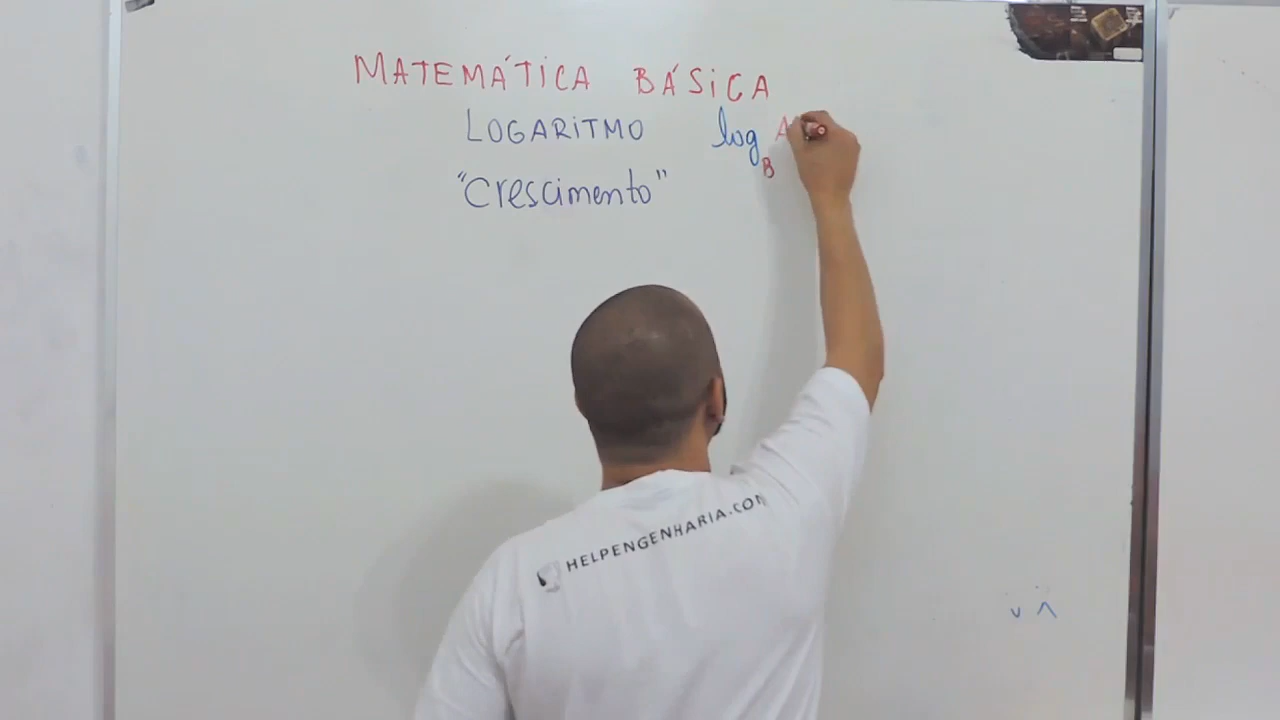 MATEMÁTICA BÁSICA
LOGARITMO log B A
"Crescimento"
HELPENGENHARIA.COM
v ^